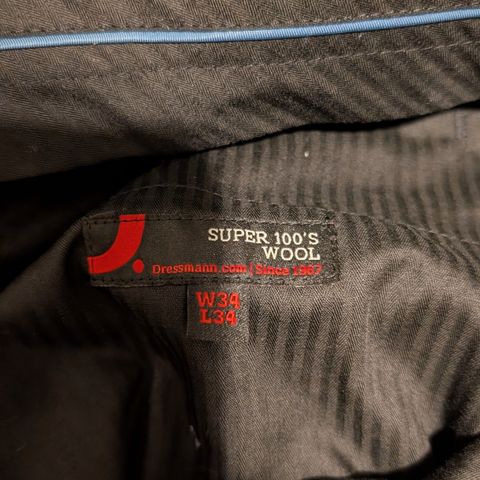 SUPER 100'S
WOOL
Dressmann.com | Since 1967
W34
L34